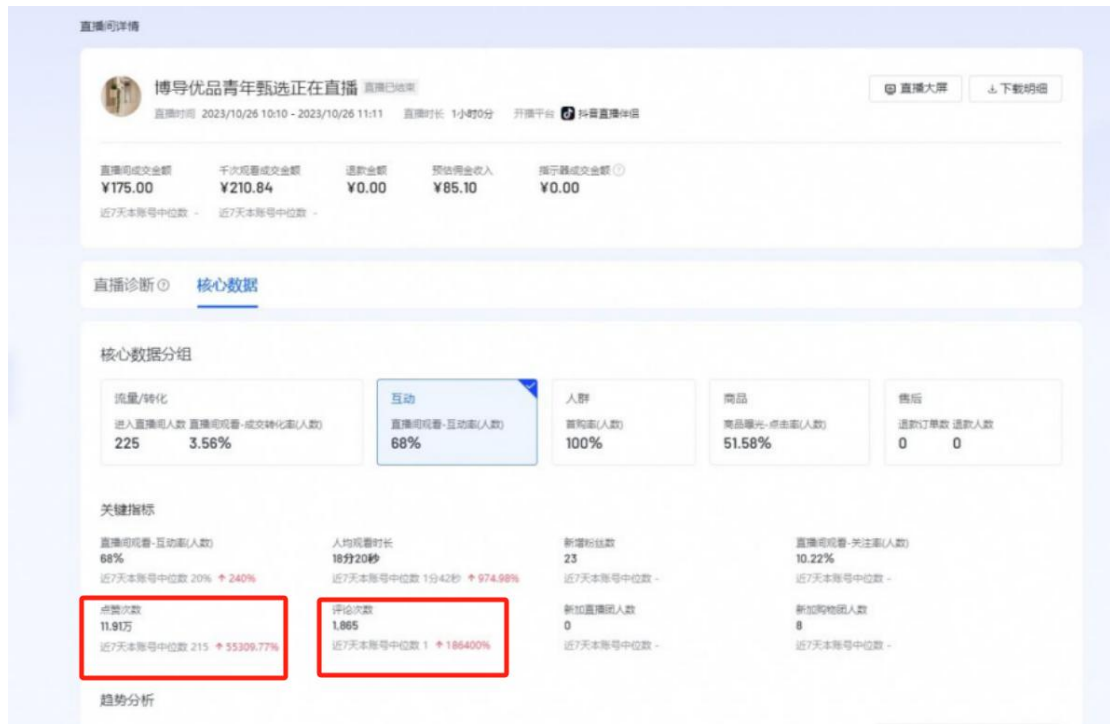 直播间详情
博导优品青年甄选正在直播 直播已结束
直播大屏 下载明细
直播时间 2023/10/26 10:10 - 2023/10/26 11:11 直播时长 1小时0分 开播平台 抖音直播伴侣
直播间成交金额 千次观看成交金额 退款金额 预估佣金收入 指示器成交金额
¥175.00 ¥210.84 ¥0.00 ¥85.10 ¥0.00
近7天本账号中位数 - 近7天本账号中位数 -
直播诊断 核心数据
核心数据分组
流量/转化 互动 人群 商品 售后
进入直播间人数 直播间观看-成交转化率(人数) 直播间观看-互动率(人数) 首购率(人数) 商品曝光-点击率(人数) 退款订单数 退款人数
225 3.56% 68% 100% 51.58% 0 0
关键指标
直播间观看-互动率(人数) 人均观看时长 新增粉丝数 直播间观看-关注率(人数)
68% 18分20秒 23 10.22%
近7天本账号中位数 20% ↑ 240% 近7天本账号中位数 1分42秒 ↑ 974.98% 近7天本账号中位数 - 近7天本账号中位数 -
点赞次数 评论次数 新加直播团人数 新加购物团人数
11.91万 1,865 0 8
近7天本账号中位数 215 ↑ 55309.77% 近7天本账号中位数 1 ↑ 186400% 近7天本账号中位数 - 近7天本账号中位数 -
趋势分析